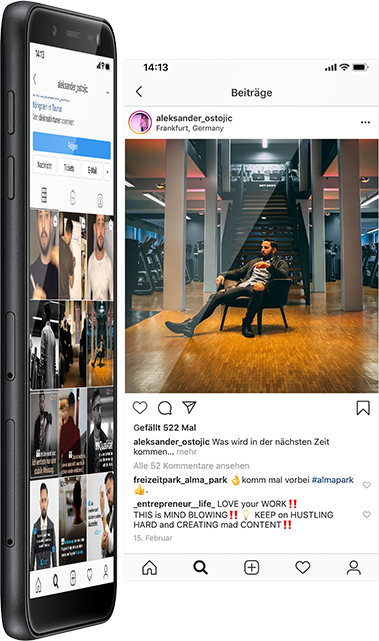 14:13
aleksander_ostojic
Folgen
Nachricht
Tickets
E-Mail
14:13
Beiträge
aleksander_ostojic
Frankfurt, Germany
Gefällt 522 Mal
aleksander_ostojic Was wird in der nächsten Zeit
kommen... mehr
Alle 52 Kommentare ansehen
freizeitpark_alma_park 👌komm mal vorbei #almapark
👍.
_entrepreneur__life_ LOVE your WORK‼️
THIS is MIND BLOWING‼️💡 KEEP on HUSTLING
HARD and CREATING mad CONTENT‼️
15. Februar